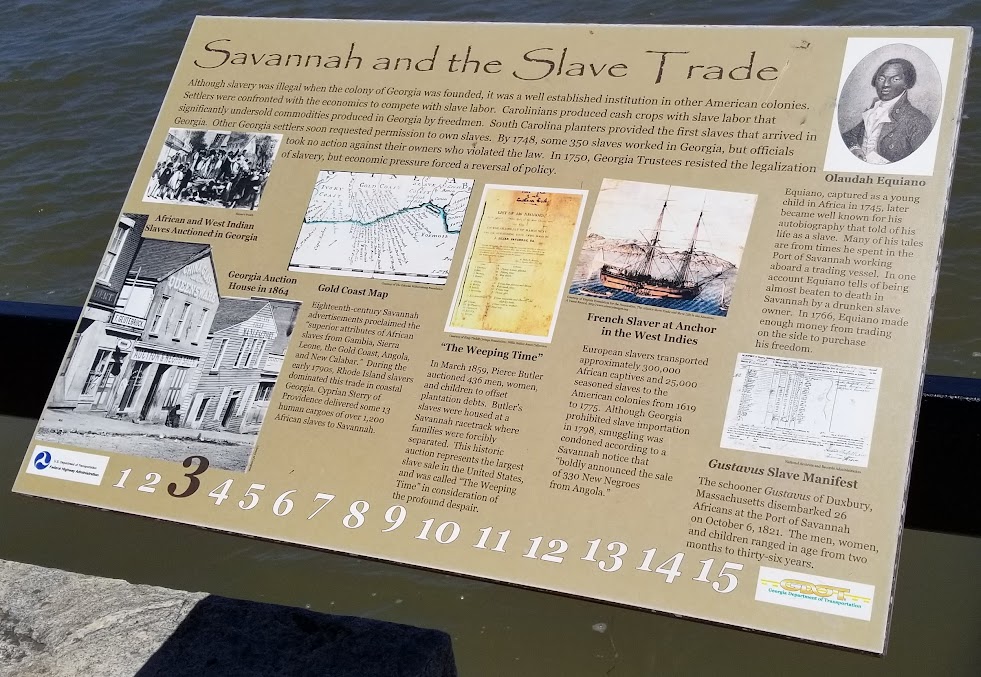 Savannah and the Slave Trade
Although slavery was illegal when the colony of Georgia was founded, it was a well established institution in other American colonies.
Settlers were confronted with the economics to compete with slave labor. Carolinians produced cash crops with slave labor that
significantly undersold commodities produced in Georgia by freedmen. South Carolina planters provided the first slaves that arrived in
Georgia. Other Georgia settlers soon requested permission to own slaves. By 1748, some 350 slaves worked in Georgia, but officials
took no action against their owners who violated the law. In 1750, Georgia Trustees resisted the legalization
of slavery, but economic pressure forced a reversal of policy.
African and West Indian
Slaves Auctioned in Georgia
Georgia Auction
House in 1864
Gold Coast Map
Eighteenth-century Savannah
advertisements proclaimed the
"superior attributes of African
slaves from Gambia, Sierra
Leone, the Gold Coast, Angola,
and New Calabar." During the
early 1790s, Rhode Island slavers
dominated this trade in coastal
Georgia. Cyprian Sterry of
Providence delivered some 13
human cargoes of over 1,200
African slaves to Savannah.
"The Weeping Time"
In March 1859, Pierce Butler
auctioned 436 men, women,
and children to offset
plantation debts. Butler's
slaves were housed at a
Savannah racetrack where
families were forcibly
separated. This historic
auction represents the largest
slave sale in the United States,
and was called "The Weeping
Time" in consideration of
the profound despair.
French Slaver at Anchor
in the West Indies
European slavers transported
approximately 300,000
African captives and 25,000
seasoned slaves to the
American colonies from 1619
to 1775. Although Georgia
prohibited slave importation
in 1798, smuggling was
condoned according to a
Savannah notice that
"boldly announced the sale
of 330 New Negroes
from Angola."
Olaudah Equiano
Equiano, captured as a young
child in Africa in 1745, later
became well known for his
autobiography that told of his
life as a slave. Many of his tales
are from times he spent in the
Port of Savannah working
aboard a trading vessel. In one
account Equiano tells of being
almost beaten to death in
Savannah by a drunken slave
owner. In 1766, Equiano made
enough money from trading
on the side to purchase
his freedom.
Gustavus Slave Manifest
The schooner Gustavus of Duxbury,
Massachusetts disembarked 26
Africans at the Port of Savannah
on October 6, 1821. The men, women,
and children ranged in age from two
months to thirty-six years.
U.S. Department of Transportation
Federal Highway Administration
1 2 3 4 5 6 7 8 9 10 11 12 13 14 15
GDOT
Georgia Department of Transportation